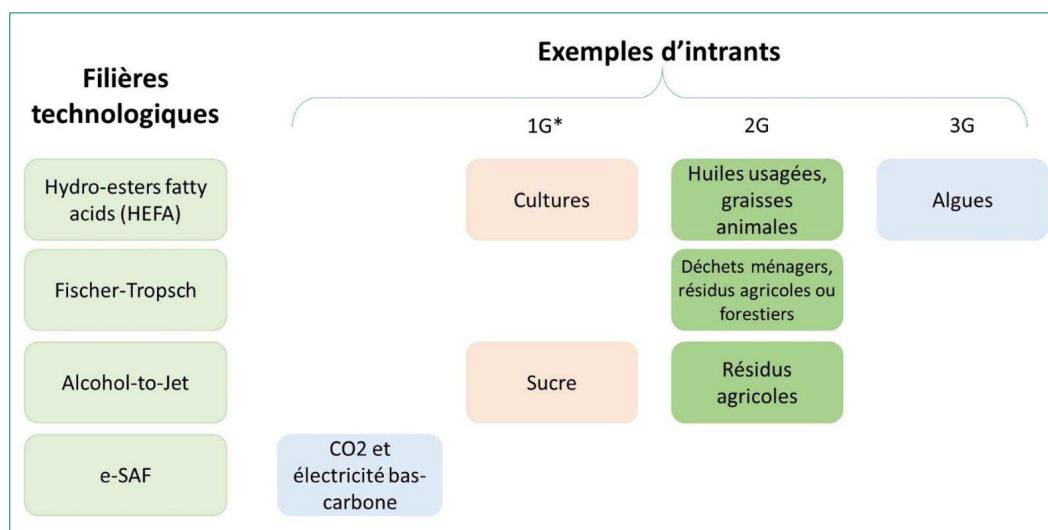 Filières
technologiques
Exemples d’intrants
1G*
2G
3G
Hydro-esters fatty
acids (HEFA)
Cultures
Huiles usagées,
graisses
animales
Algues
Fischer-Tropsch
Déchets ménagers,
résidus agricoles ou
forestiers
Alcohol-to-Jet
Sucre
Résidus
agricoles
e-SAF
CO2 et
électricité bas-
carbone